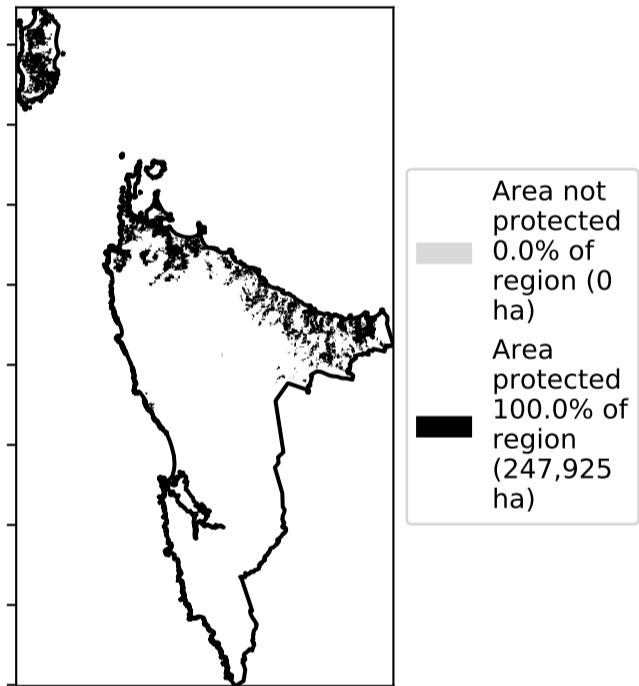 Area not
protected
0.0% of
region (0
ha)
Area
protected
100.0% of
region
(247,925
ha)